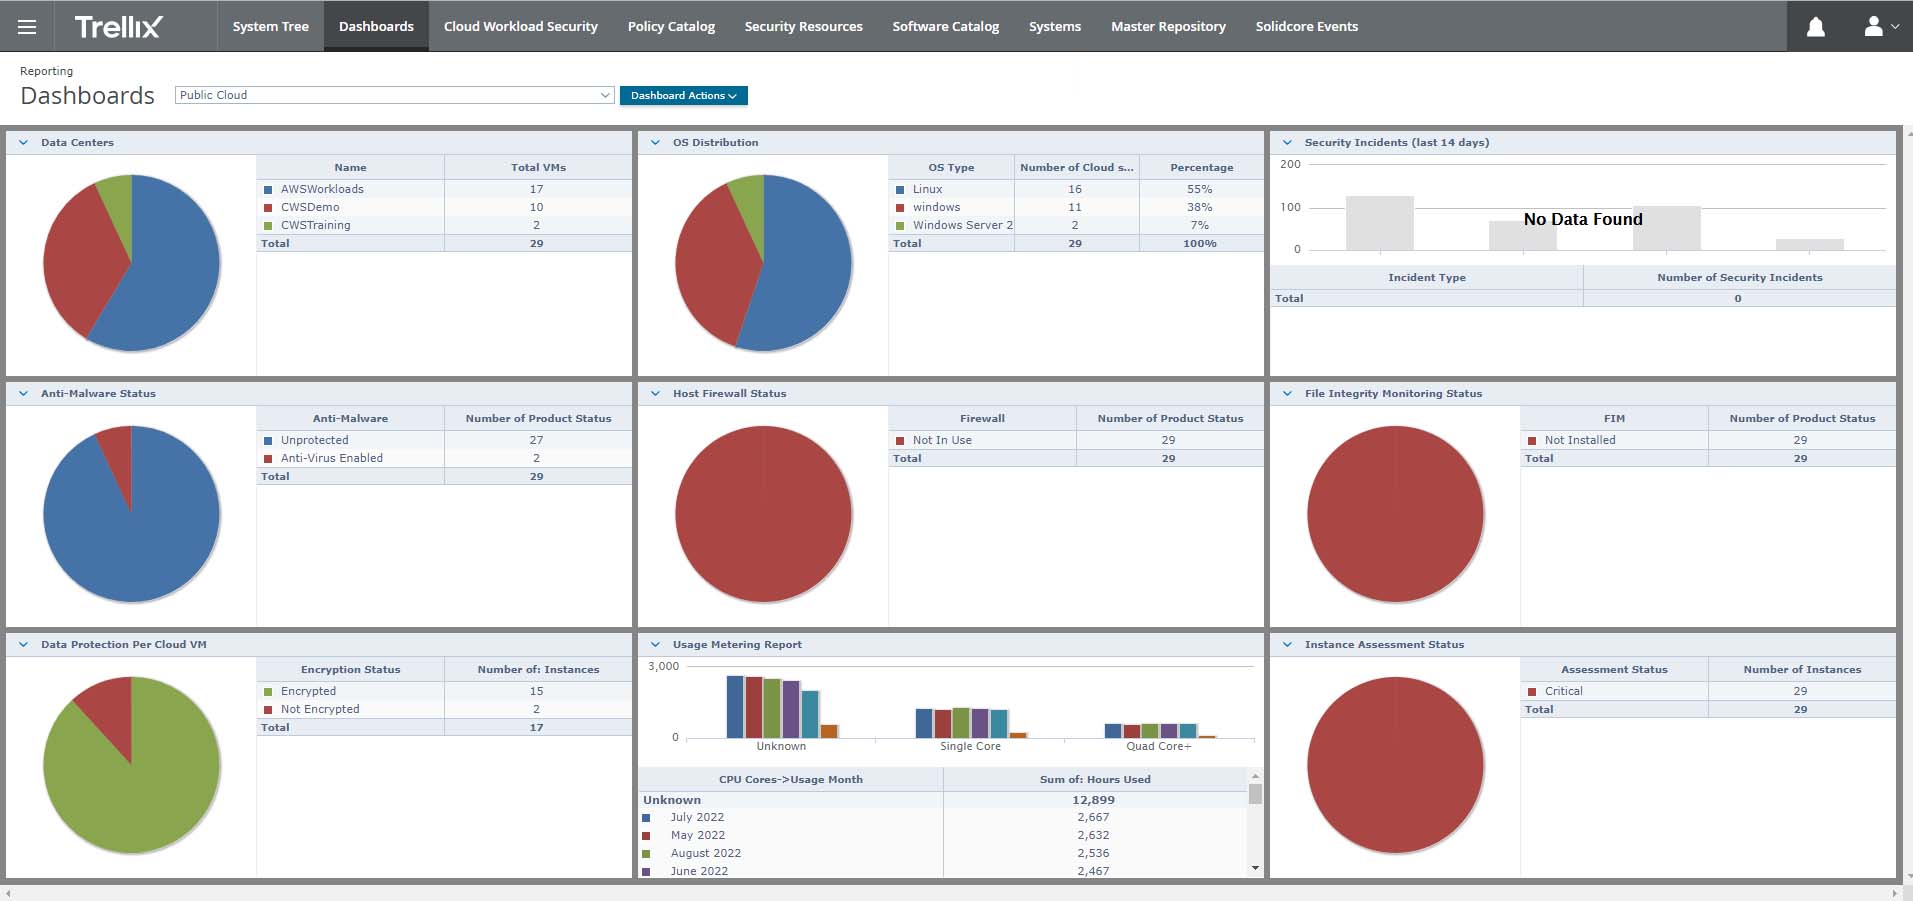 Trellix System Tree Dashboards Cloud Workload Security Policy Catalog Security Resources Software Catalog Systems Master Repository Solidcore Events
Reporting
Dashboards Public Cloud Dashboard Actions
Data Centers
Name Total VMs
AWSWorkloads 17
CWSDemo 10
CWSTraining 2
Total 29
OS Distribution
OS Type Number of Cloud s... Percentage
Linux 16 55%
windows 11 38%
Windows Server 2 2 7%
Total 29 100%
Security Incidents (last 14 days)
200
100
0
No Data Found
Incident Type Number of Security Incidents
Total 0
Anti-Malware Status
Anti-Malware Number of Product Status
Unprotected 27
Anti-Virus Enabled 2
Total 29
Host Firewall Status
Firewall Number of Product Status
Not In Use 29
Total 29
File Integrity Monitoring Status
FIM Number of Product Status
Not Installed 29
Total 29
Data Protection Per Cloud VM
Encryption Status Number of: Instances
Encrypted 15
Not Encrypted 2
Total 17
Usage Metering Report
3,000
0
Unknown Single Core Quad Core+
CPU Cores->Usage Month Sum of: Hours Used
Unknown 12,899
July 2022 2,667
May 2022 2,632
August 2022 2,536
June 2022 2,467
Instance Assessment Status
Assessment Status Number of Instances
Critical 29
Total 29